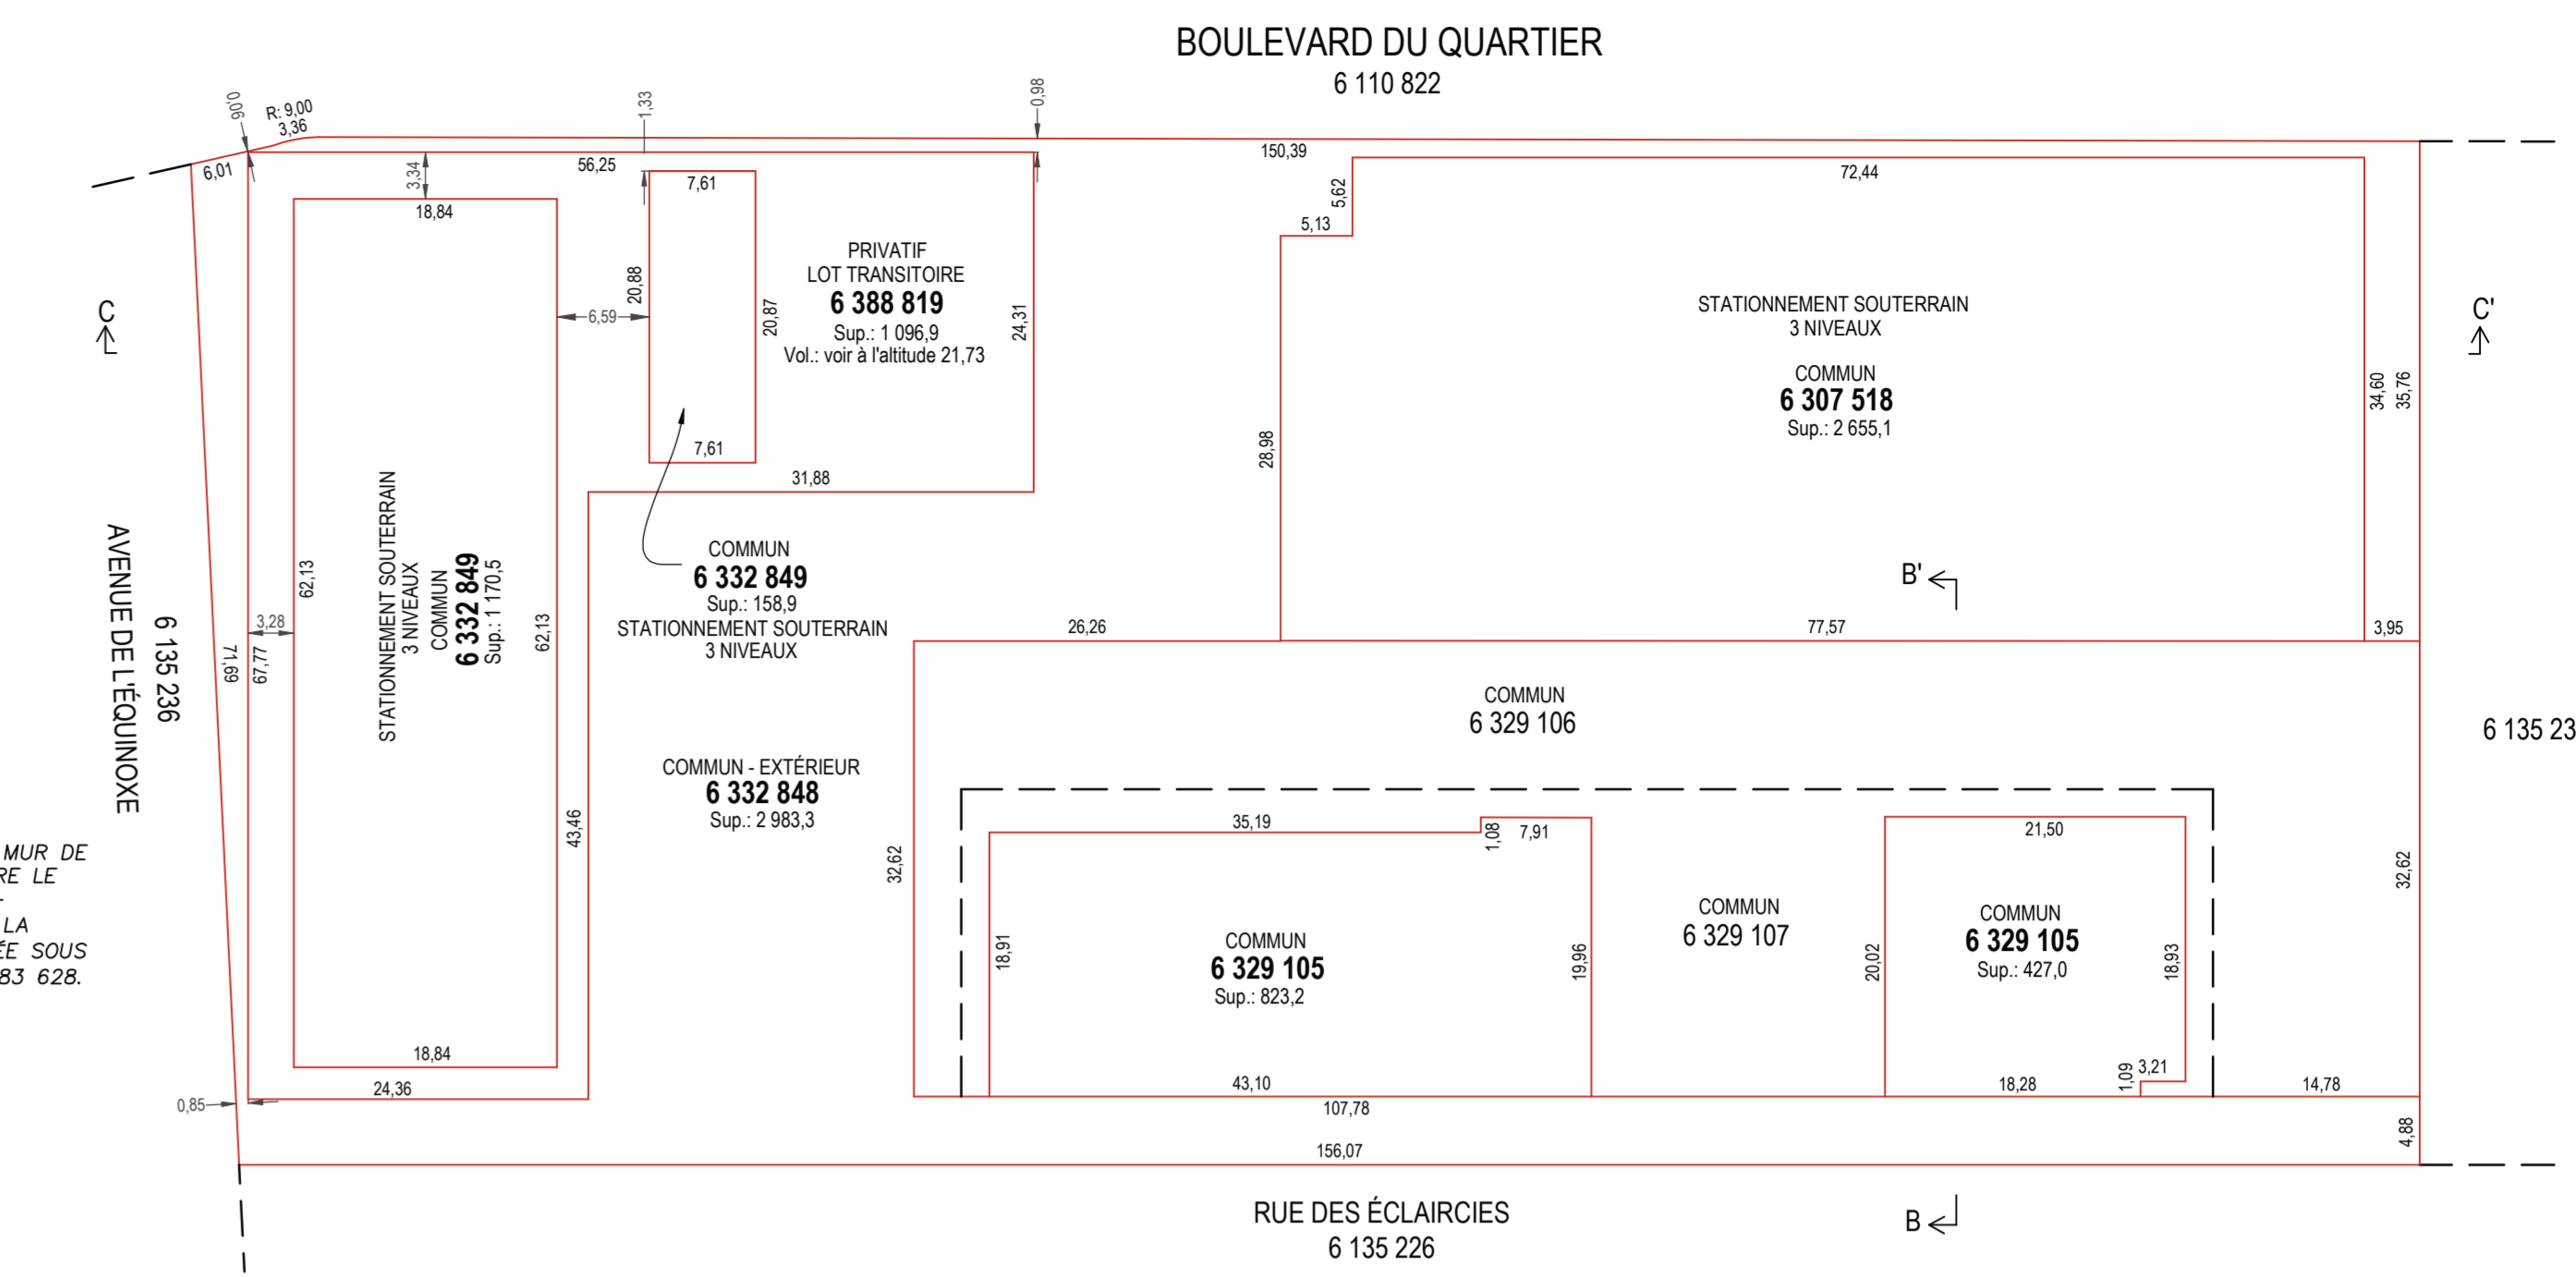 BOULEVARD DU QUARTIER
6 110 822
0,06
R: 9,00
3,36
1,33
0,98
6,01
3,34
56,25
150,39
18,84
7,61
5,62
72,44
5,13
PRIVATIF
LOT TRANSITOIRE
6 388 819
Sup.: 1 096,9
Vol.: voir à l'altitude 21,73
20,88
6,59
20,87
24,31
C
C'
STATIONNEMENT SOUTERRAIN
3 NIVEAUX
COMMUN
6 307 518
Sup.: 2 655,1
34,60
35,76
28,98
7,61
31,88
STATIONNEMENT SOUTERRAIN
3 NIVEAUX
COMMUN
6 332 849
Sup.: 1 170,5
62,13
62,13
3,28
71,69
67,77
AVENUE DE L'ÉQUINOXE
6 135 236
COMMUN
6 332 849
Sup.: 158,9
STATIONNEMENT SOUTERRAIN
3 NIVEAUX
B'
26,26
77,57
3,95
COMMUN
6 329 106
6 135 23
COMMUN - EXTÉRIEUR
6 332 848
Sup.: 2 983,3
43,46
32,62
35,19
1,08
7,91
21,50
32,62
MUR DE
RE LE
LA
ÉE SOUS
83 628.
18,91
COMMUN
6 329 105
Sup.: 823,2
19,96
COMMUN
6 329 107
20,02
COMMUN
6 329 105
Sup.: 427,0
18,93
18,84
24,36
0,85
43,10
18,28
1,09
3,21
14,78
107,78
4,88
156,07
RUE DES ÉCLAIRCIES
6 135 226
B